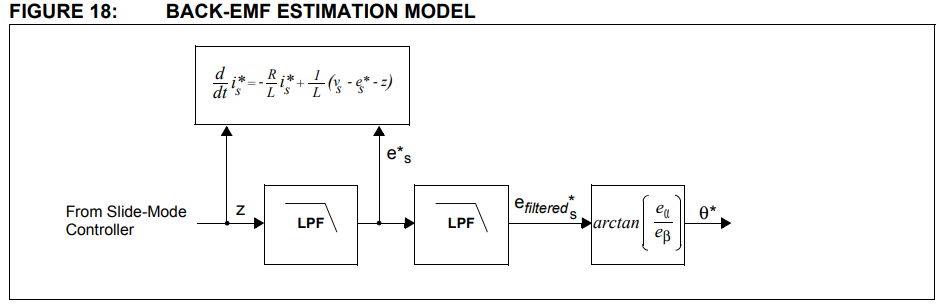 FIGURE 18: BACK-EMF ESTIMATION MODEL
d/dt i*s = -R/L i*s + 1/L (vs - e*s - z)
e*s
From Slide-Mode
Controller
z
LPF
LPF
efiltered*s
arctan(eα/eβ)
θ*